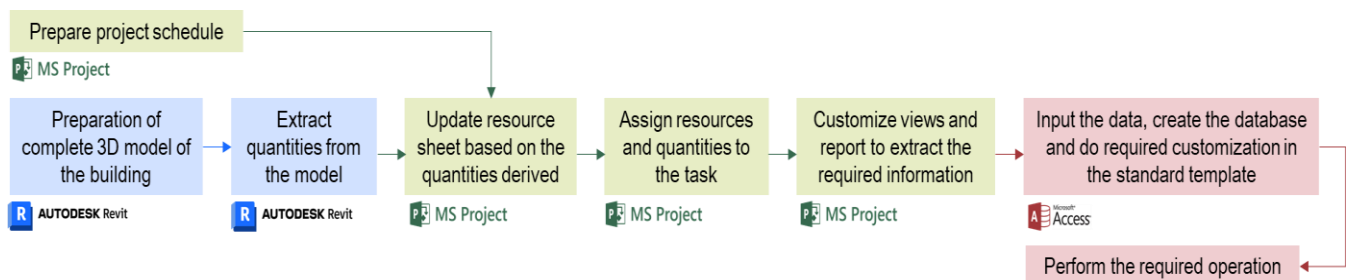 Prepare project schedule
P MS Project
Preparation of
complete 3D model of
the building
R AUTODESK Revit
Extract
quantities from
the model
R AUTODESK Revit
Update resource
sheet based on the
quantities derived
P MS Project
Assign resources
and quantities to
the task
P MS Project
Customize views and
report to extract the
required information
P MS Project
Input the data, create the database
and do required customization in
the standard template
A Microsoft
Access
Perform the required operation